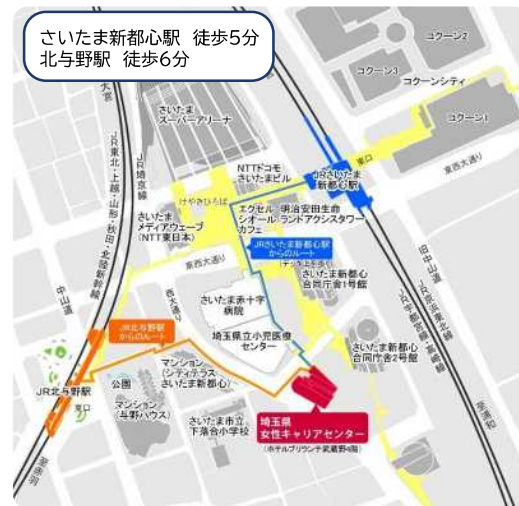 さいたま新都心駅 徒歩5分
北与野駅 徒歩6分
コクーン2
コクーン3
コクーンシティ
コクーン1
至大宮
さいたま
スーパーアリーナ
JR東北・上越・山形・秋田・北陸新幹線
JR埼京線
東口
東西大通り
NTTドコモ
さいたまビル
JRさいたま
新都心駅
けやきひろば
さいたま
メディアウェーブ
(NTT東日本)
エクセル
シオール
カフェ
明治安田生命
ランドアクシスタワー
JRさいたま新都心駅
からのルート
(デッキ上を歩く)
旧中山道
東西大通り
さいたま新都心
合同庁舎1号館
中山道
西大通り
さいたま赤十字
病院
JR京浜東北線
JR宇都宮線・高崎線
埼玉県立小児医療
センター
JR北与野駅
からのルート
さいたま新都心
合同庁舎2号館
マンション
(シティテラス
さいたま新都心)
JR北与野駅
公園
東口
マンション
(与野ハウス)
さいたま市立
下落合小学校
埼玉県
女性キャリアセンター
(ホテルブリランテ武蔵野4階)
至浦和
至赤羽